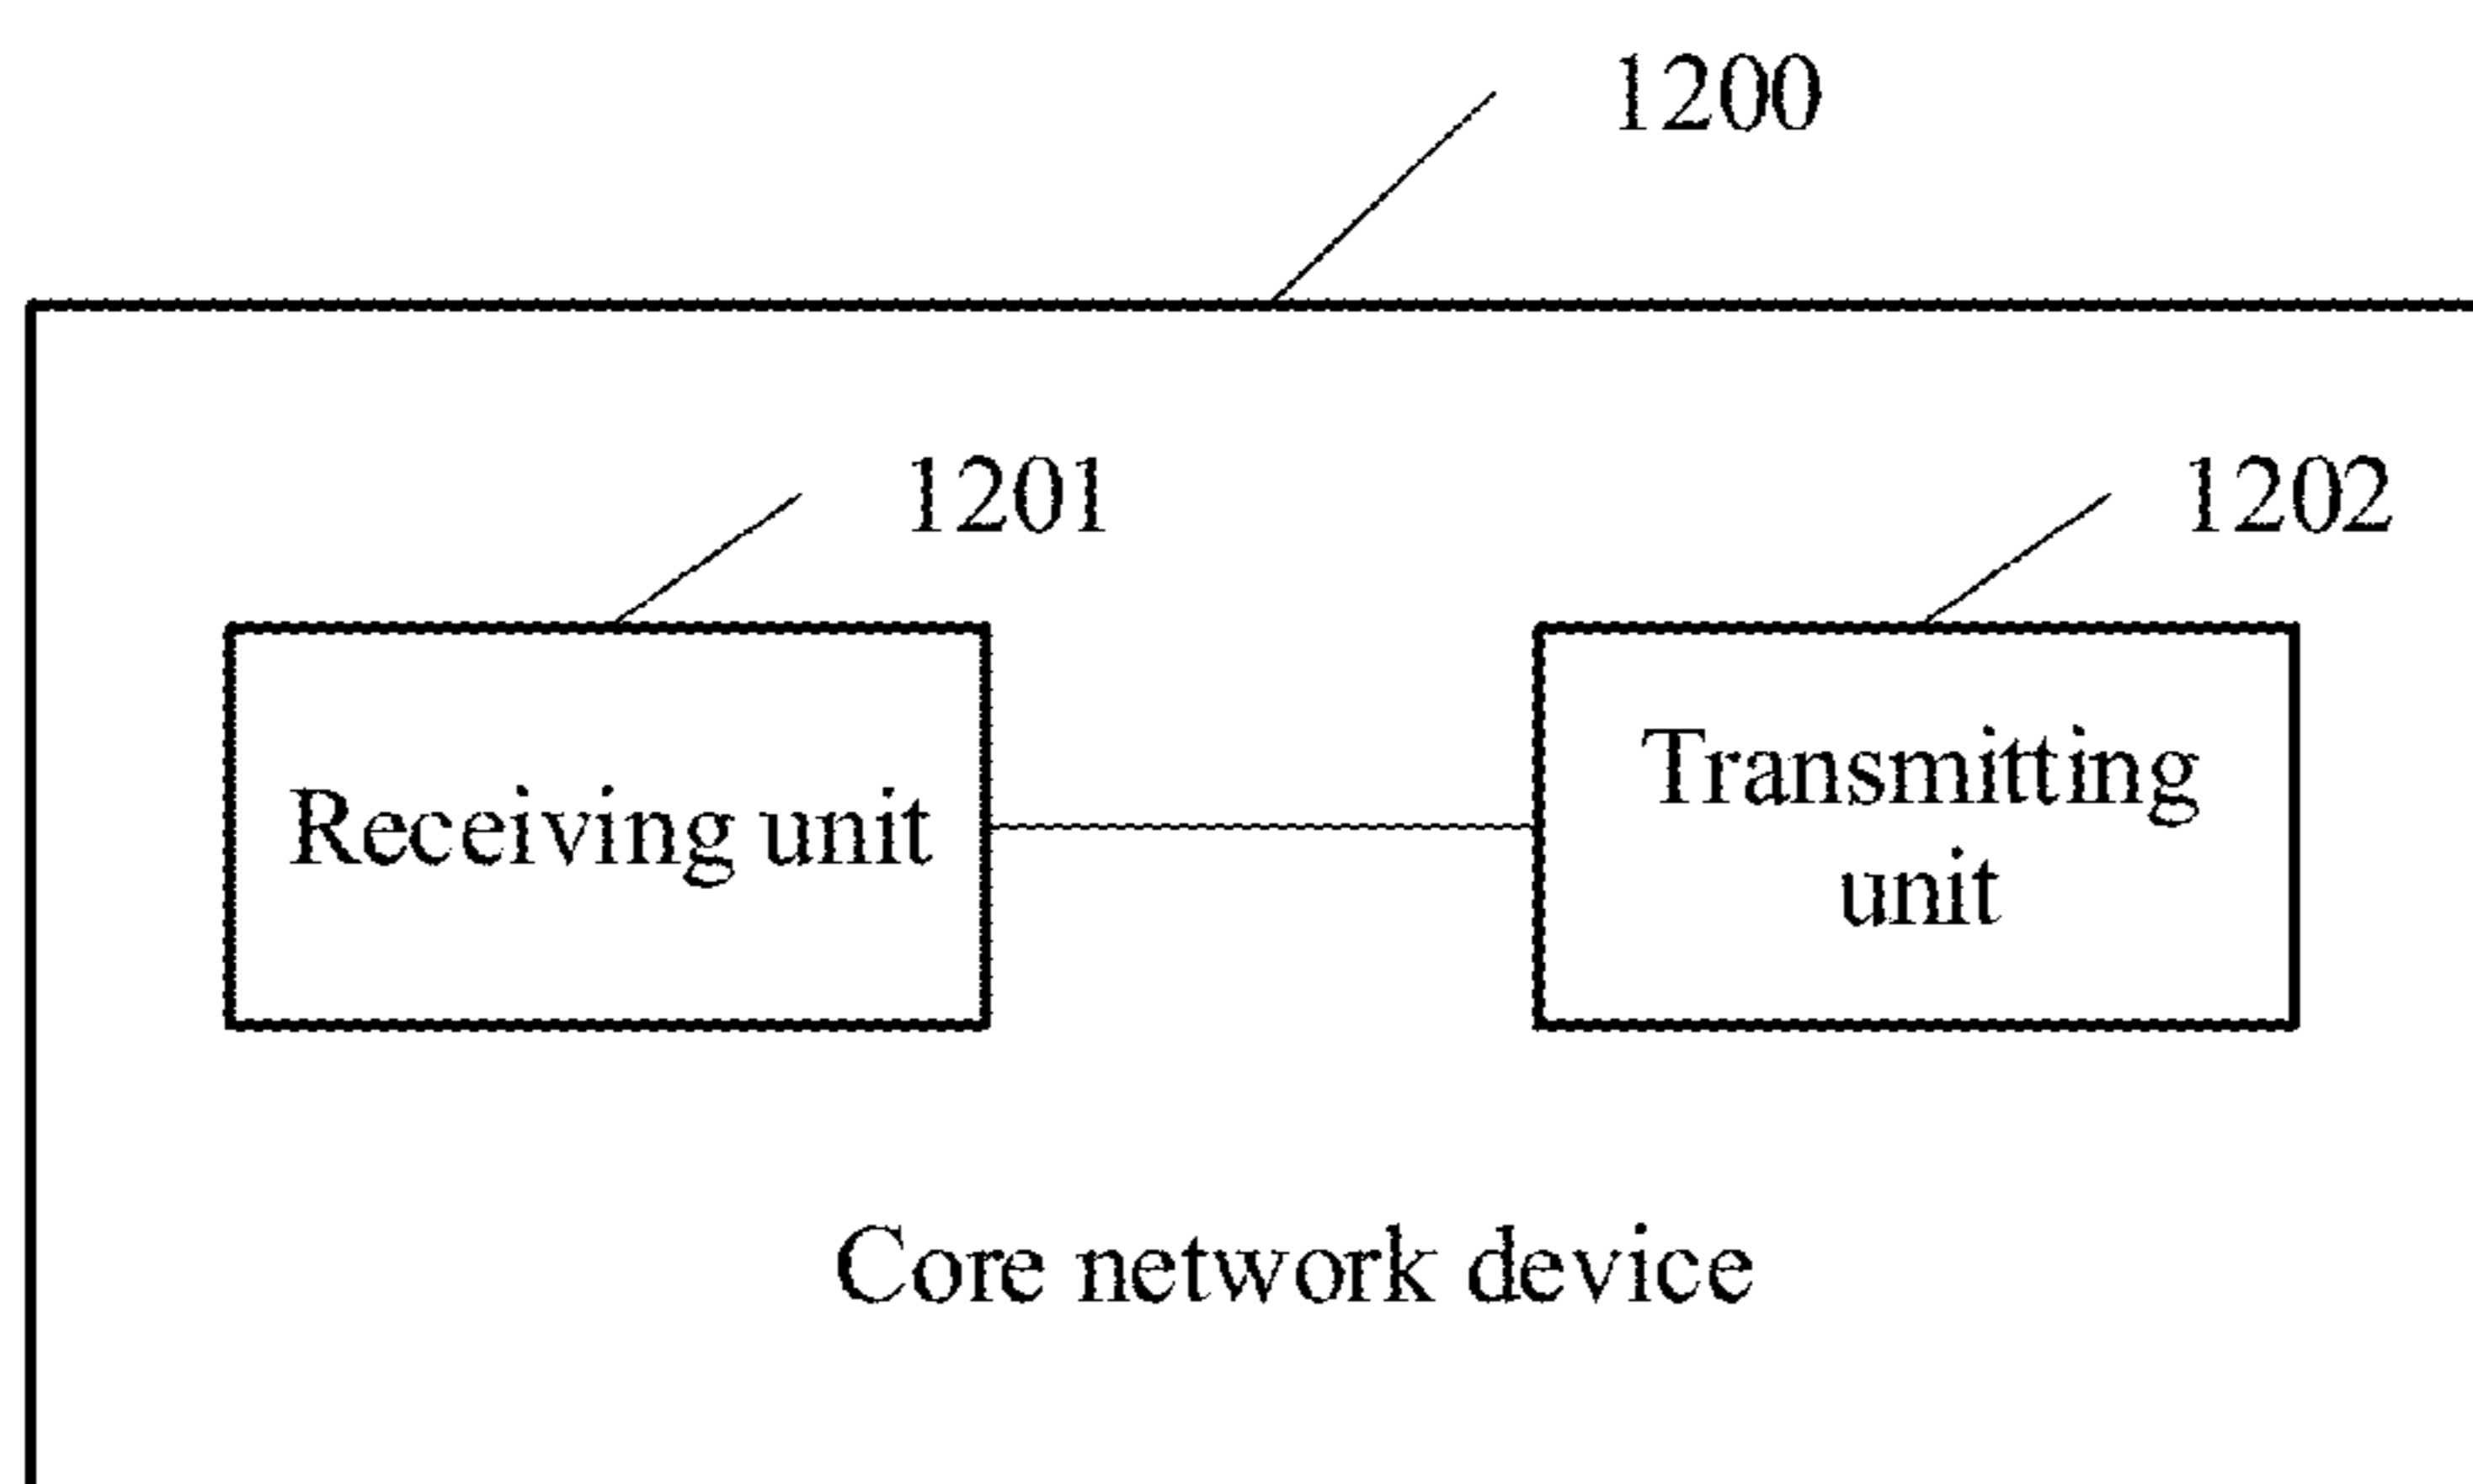 1200
1201
1202
Receiving unit
Transmitting
unit
Core network device